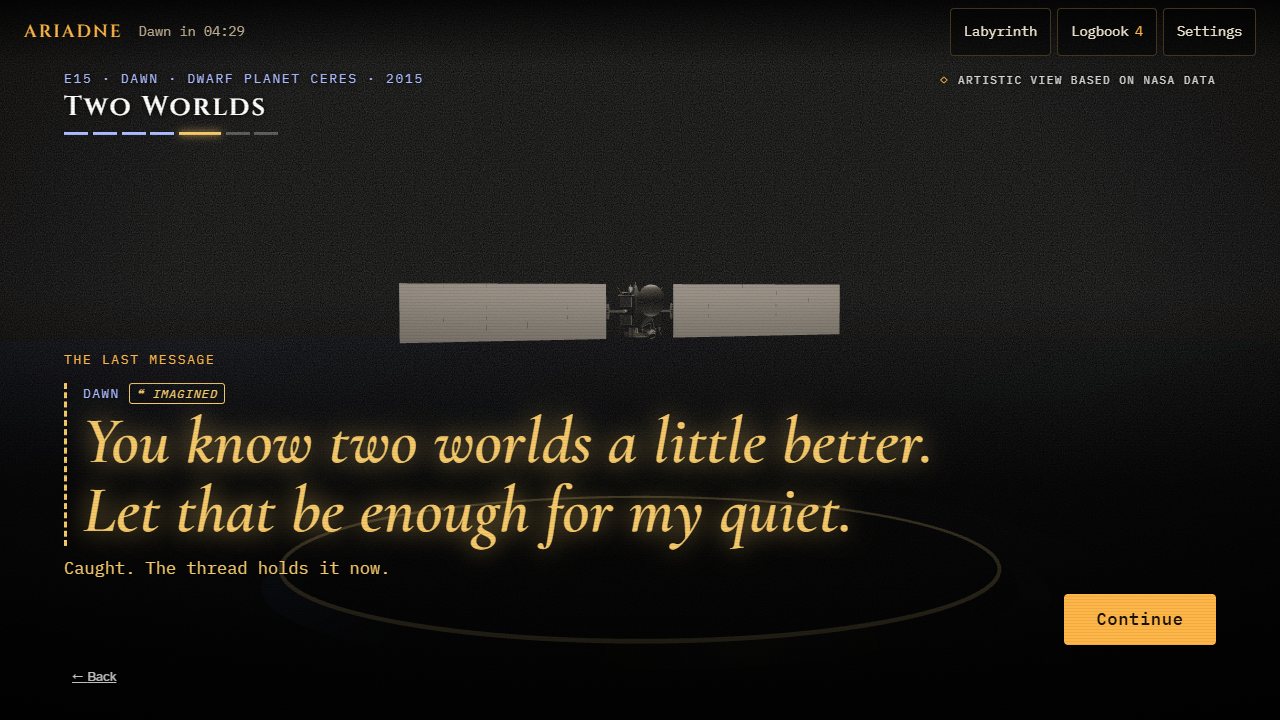 ARIADNE Dawn in 04:29 Labyrinth Logbook 4 Settings
E15 · DAWN · DWARF PLANET CERES · 2015
◇ ARTISTIC VIEW BASED ON NASA DATA
Two Worlds
THE LAST MESSAGE
DAWN ❝ IMAGINED
You know two worlds a little better.
Let that be enough for my quiet.
Caught. The thread holds it now.
Continue
← Back